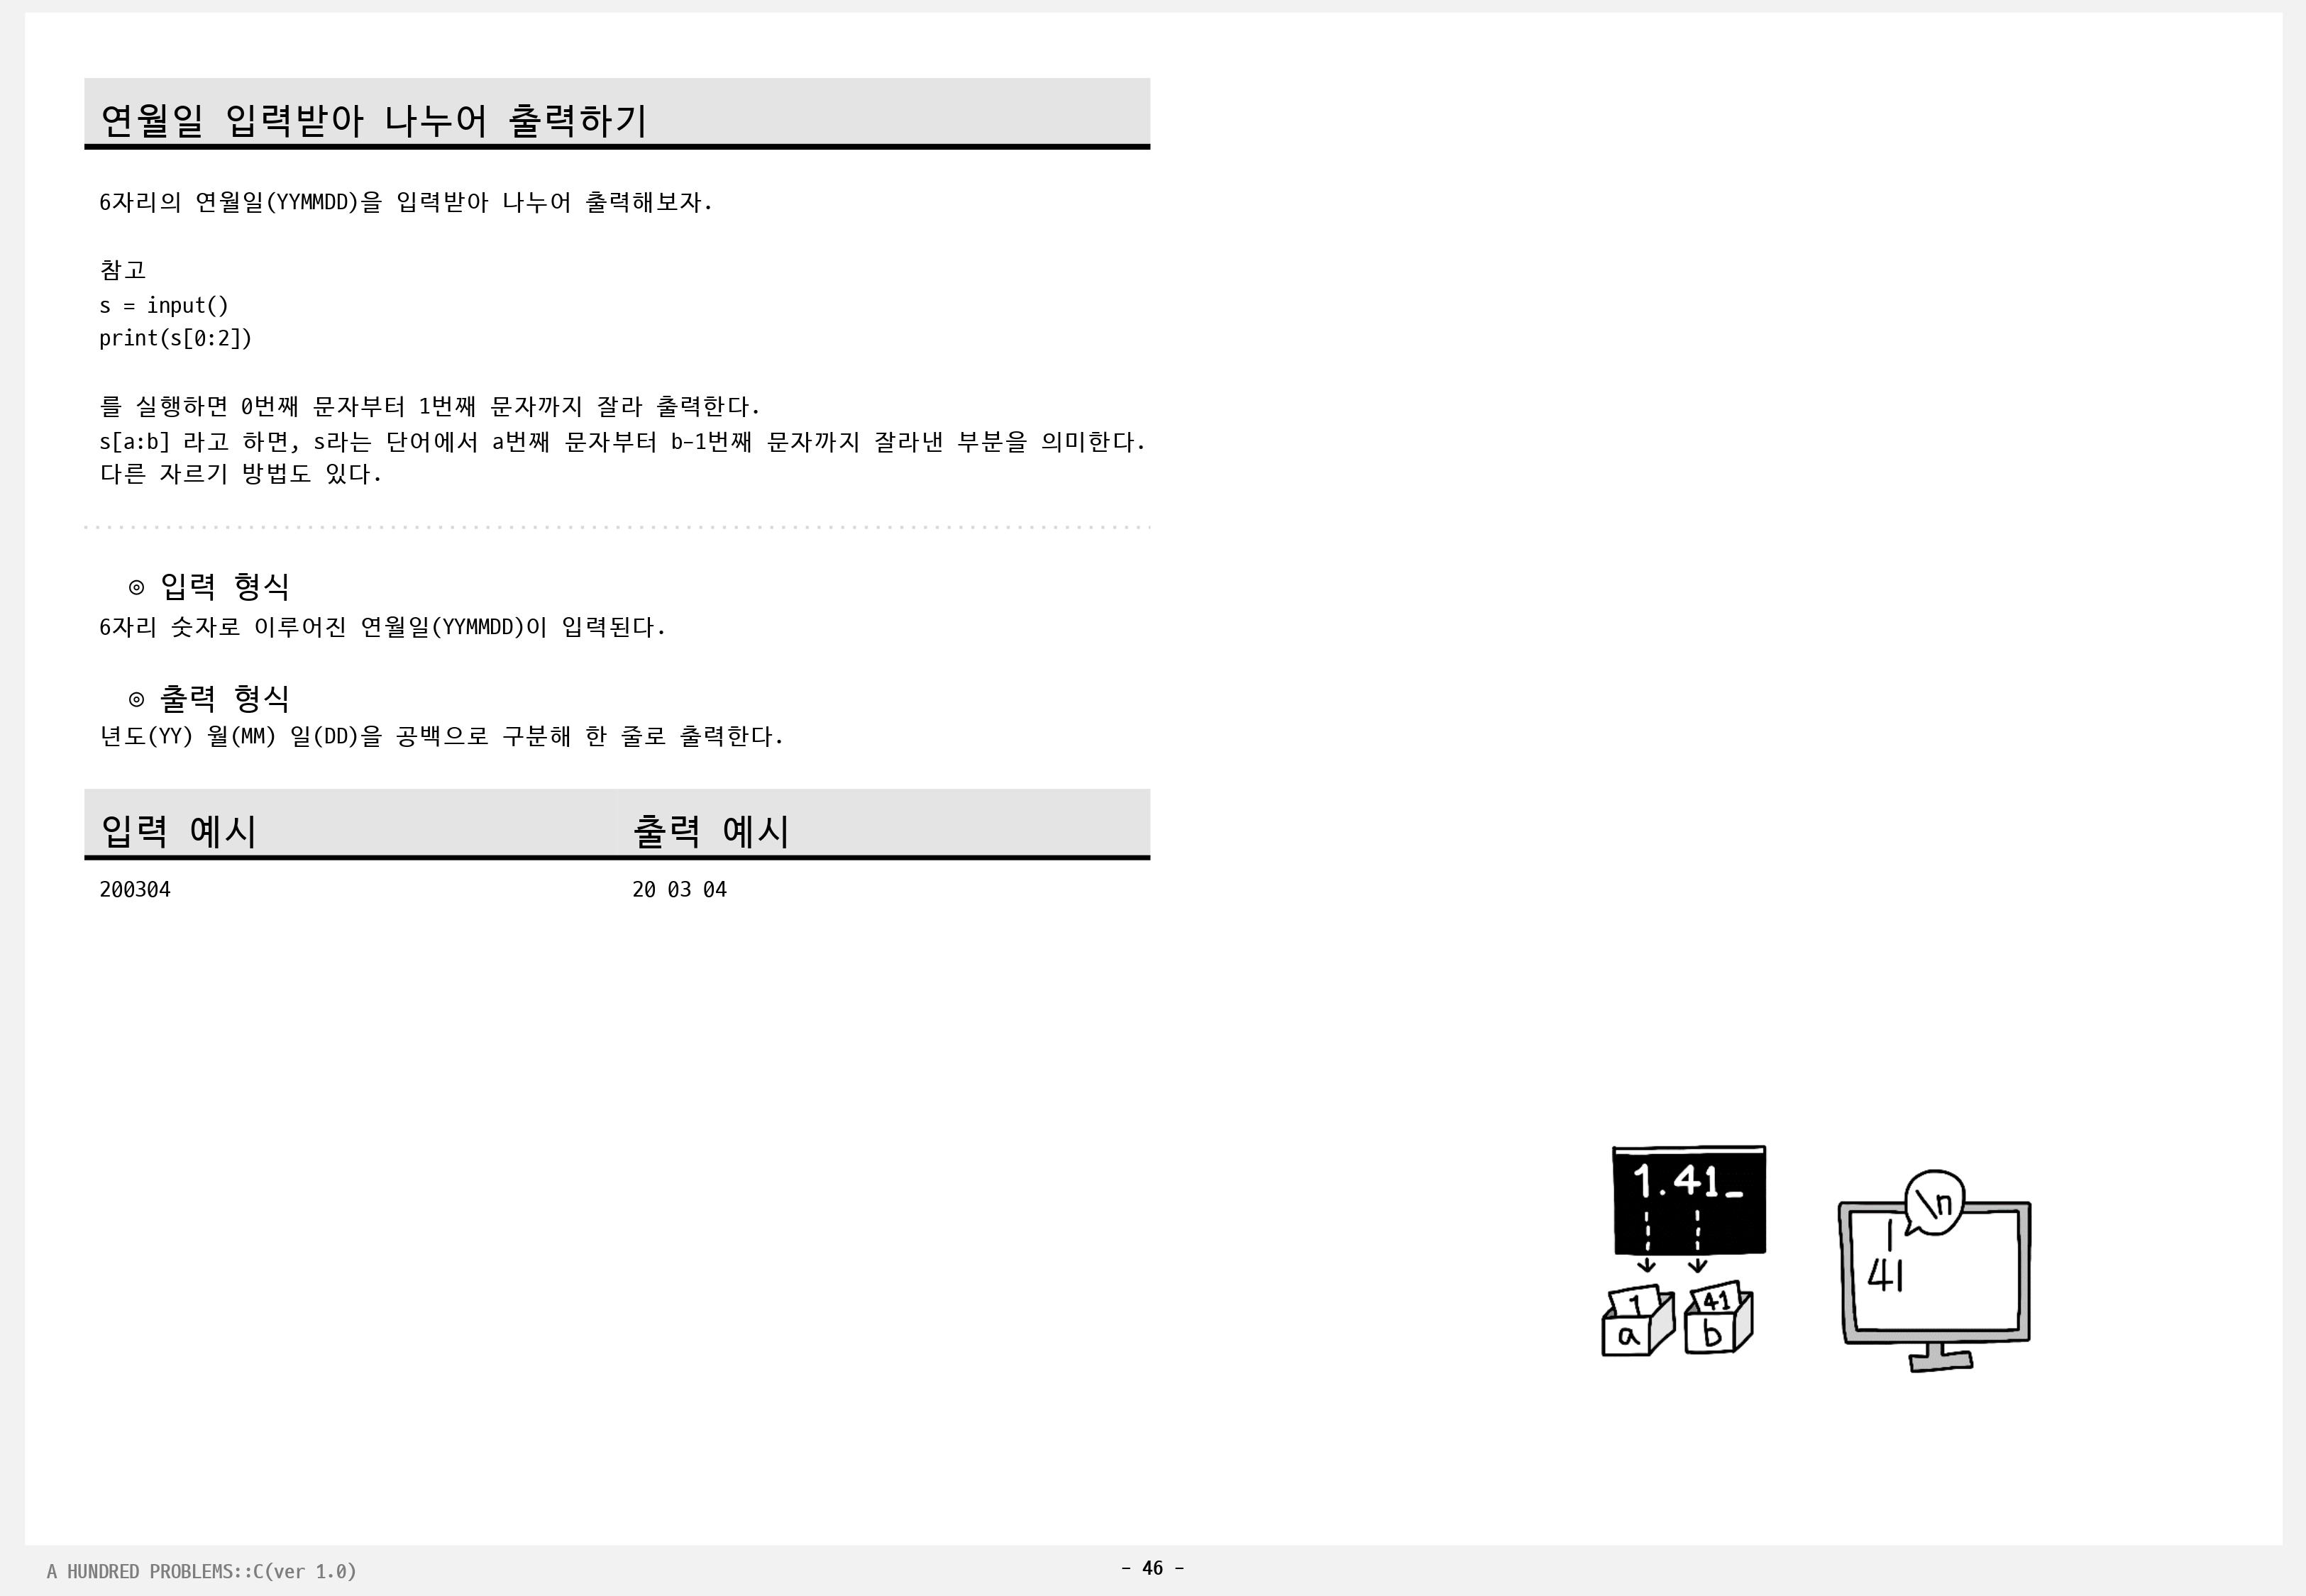 연월일 입력받아 나누어 출력하기
6자리의 연월일(YYMMDD)을 입력받아 나누어 출력해보자.
참고
s = input()
print(s[0:2])
를 실행하면 0번째 문자부터 1번째 문자까지 잘라 출력한다.
s[a:b] 라고 하면, s라는 단어에서 a번째 문자부터 b-1번째 문자까지 잘라낸 부분을 의미한다.
다른 자르기 방법도 있다.
◎ 입력 형식
6자리 숫자로 이루어진 연월일(YYMMDD)이 입력된다.
◎ 출력 형식
년도(YY) 월(MM) 일(DD)을 공백으로 구분해 한 줄로 출력한다.
입력 예시 출력 예시
200304 20 03 04
1.41_
1 41
a b
\n
1
41
A HUNDRED PROBLEMS::C(ver 1.0)
- 46 -